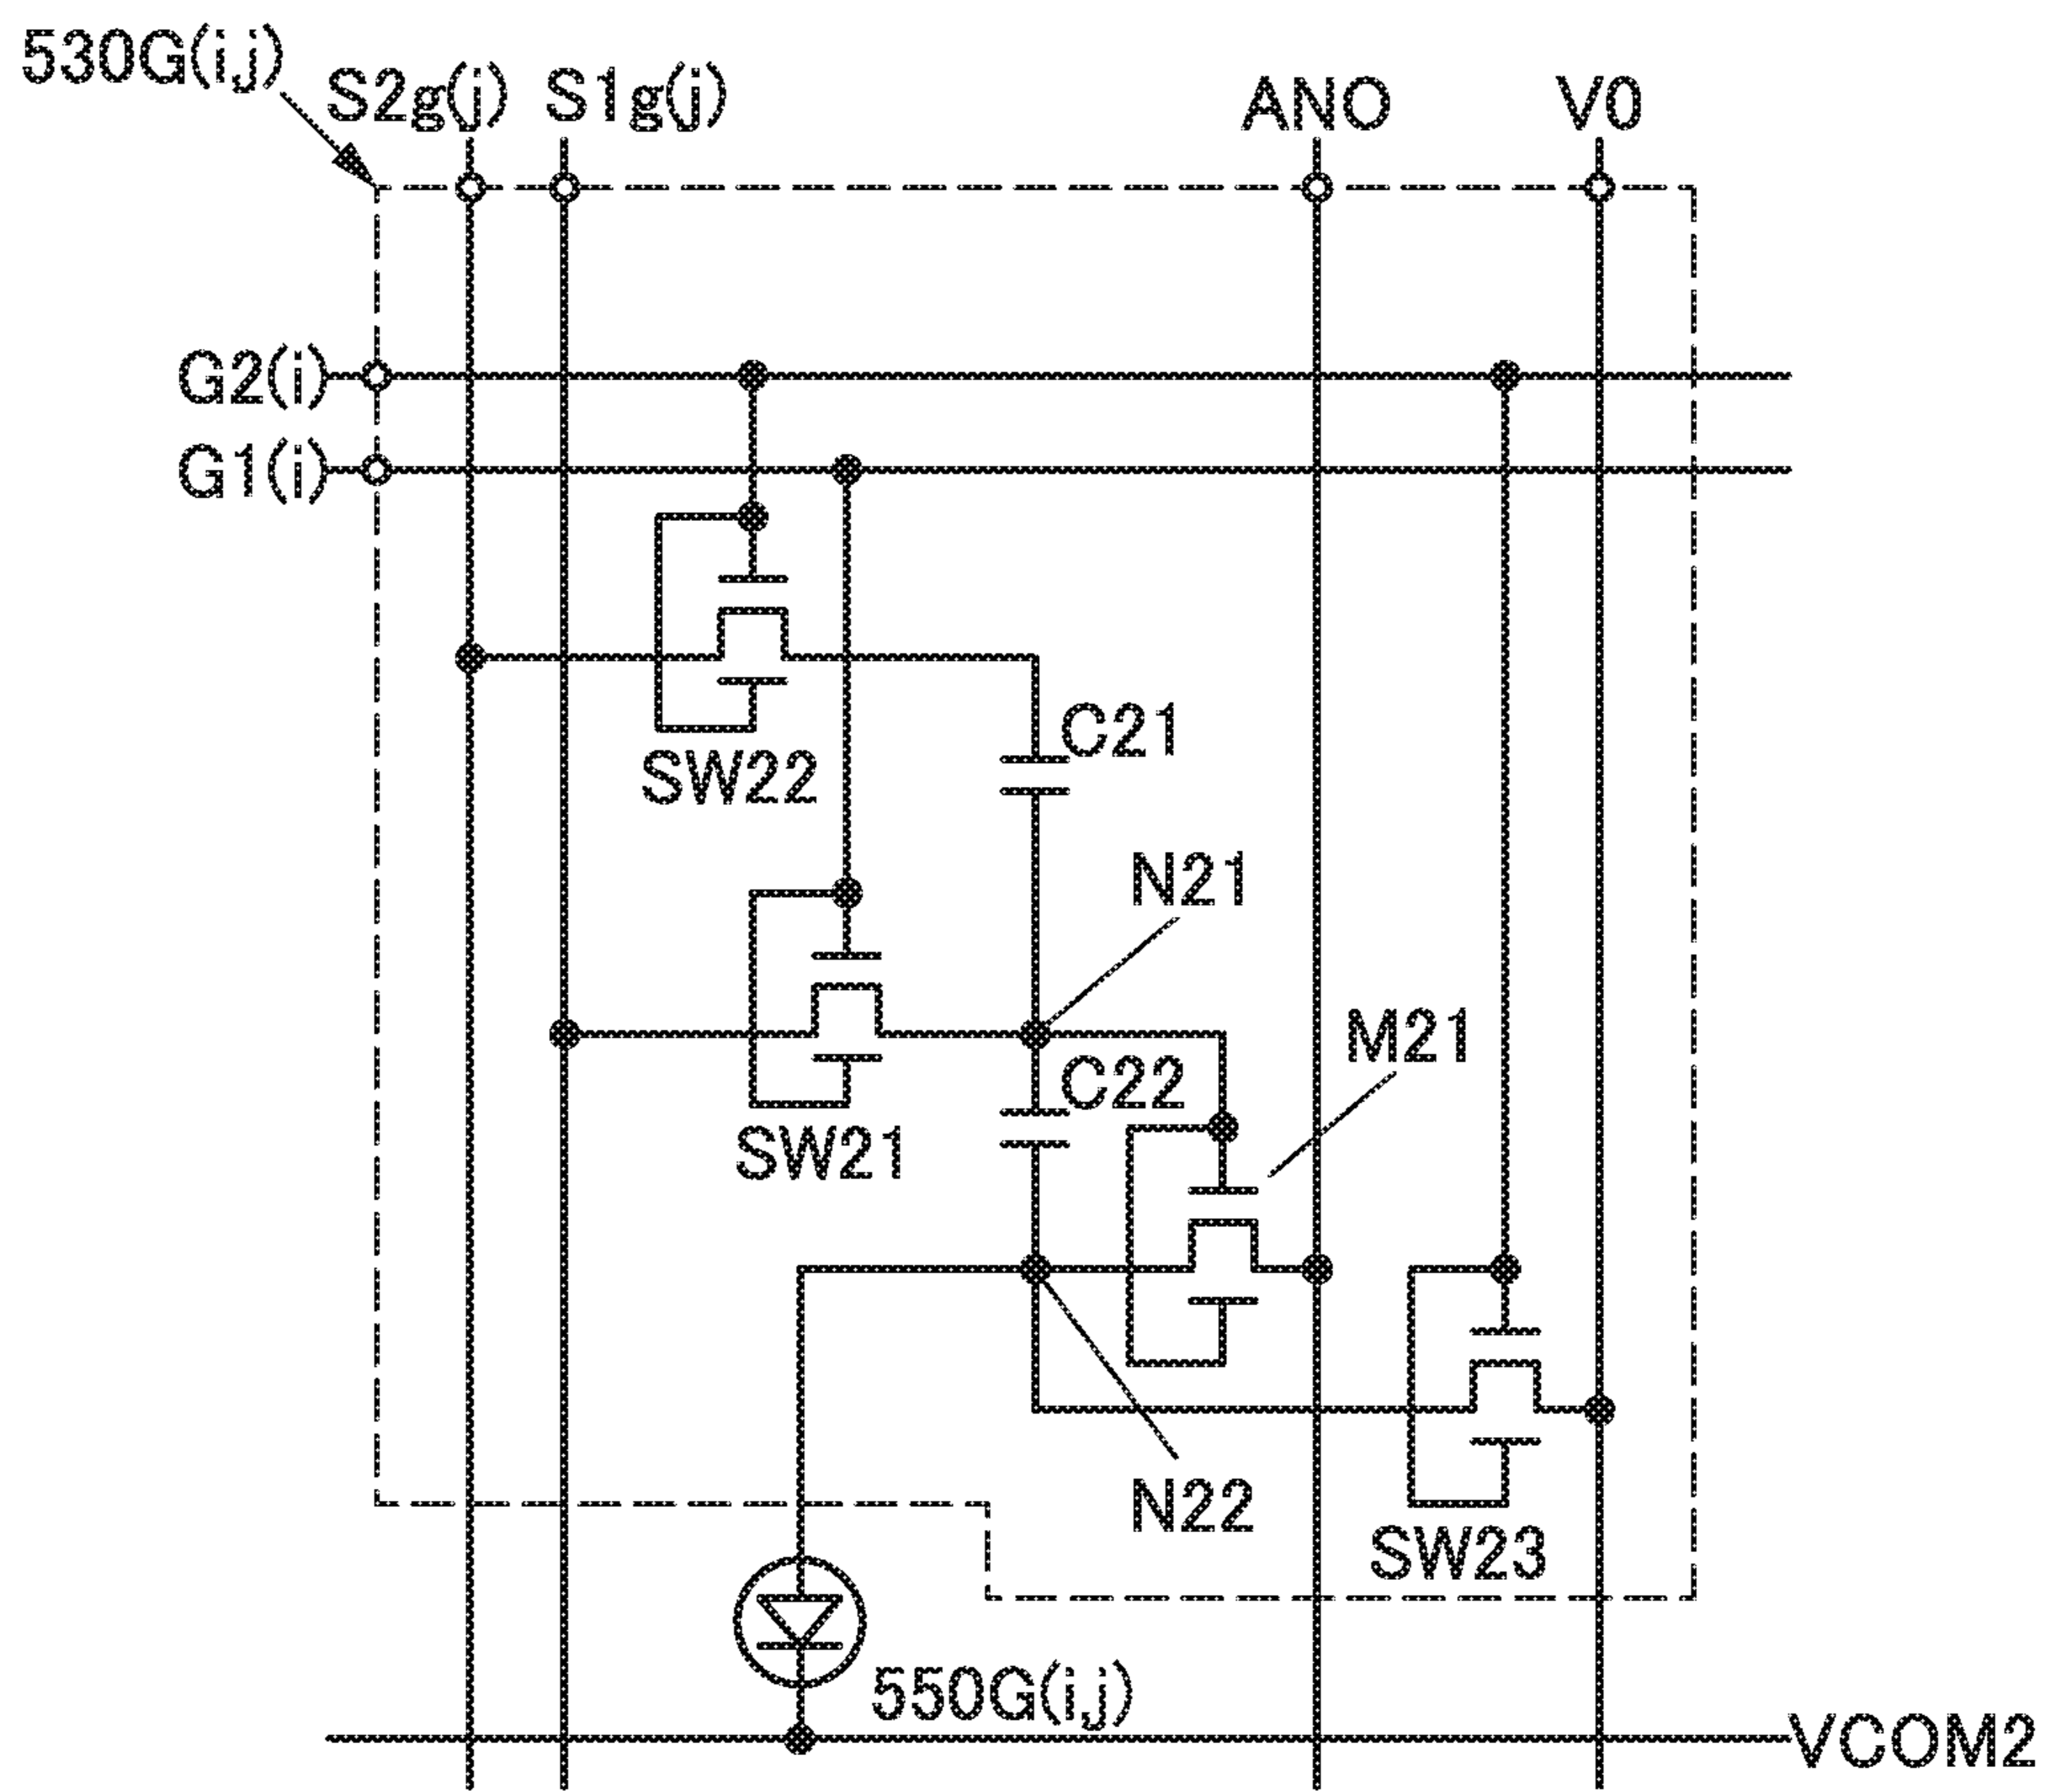 530G(i,j)
S2g(j)
S1g(j)
ANO
V0
G2(i)
G1(i)
C21
SW22
N21
M21
C22
SW21
N22
SW23
550G(i,j)
VCOM2